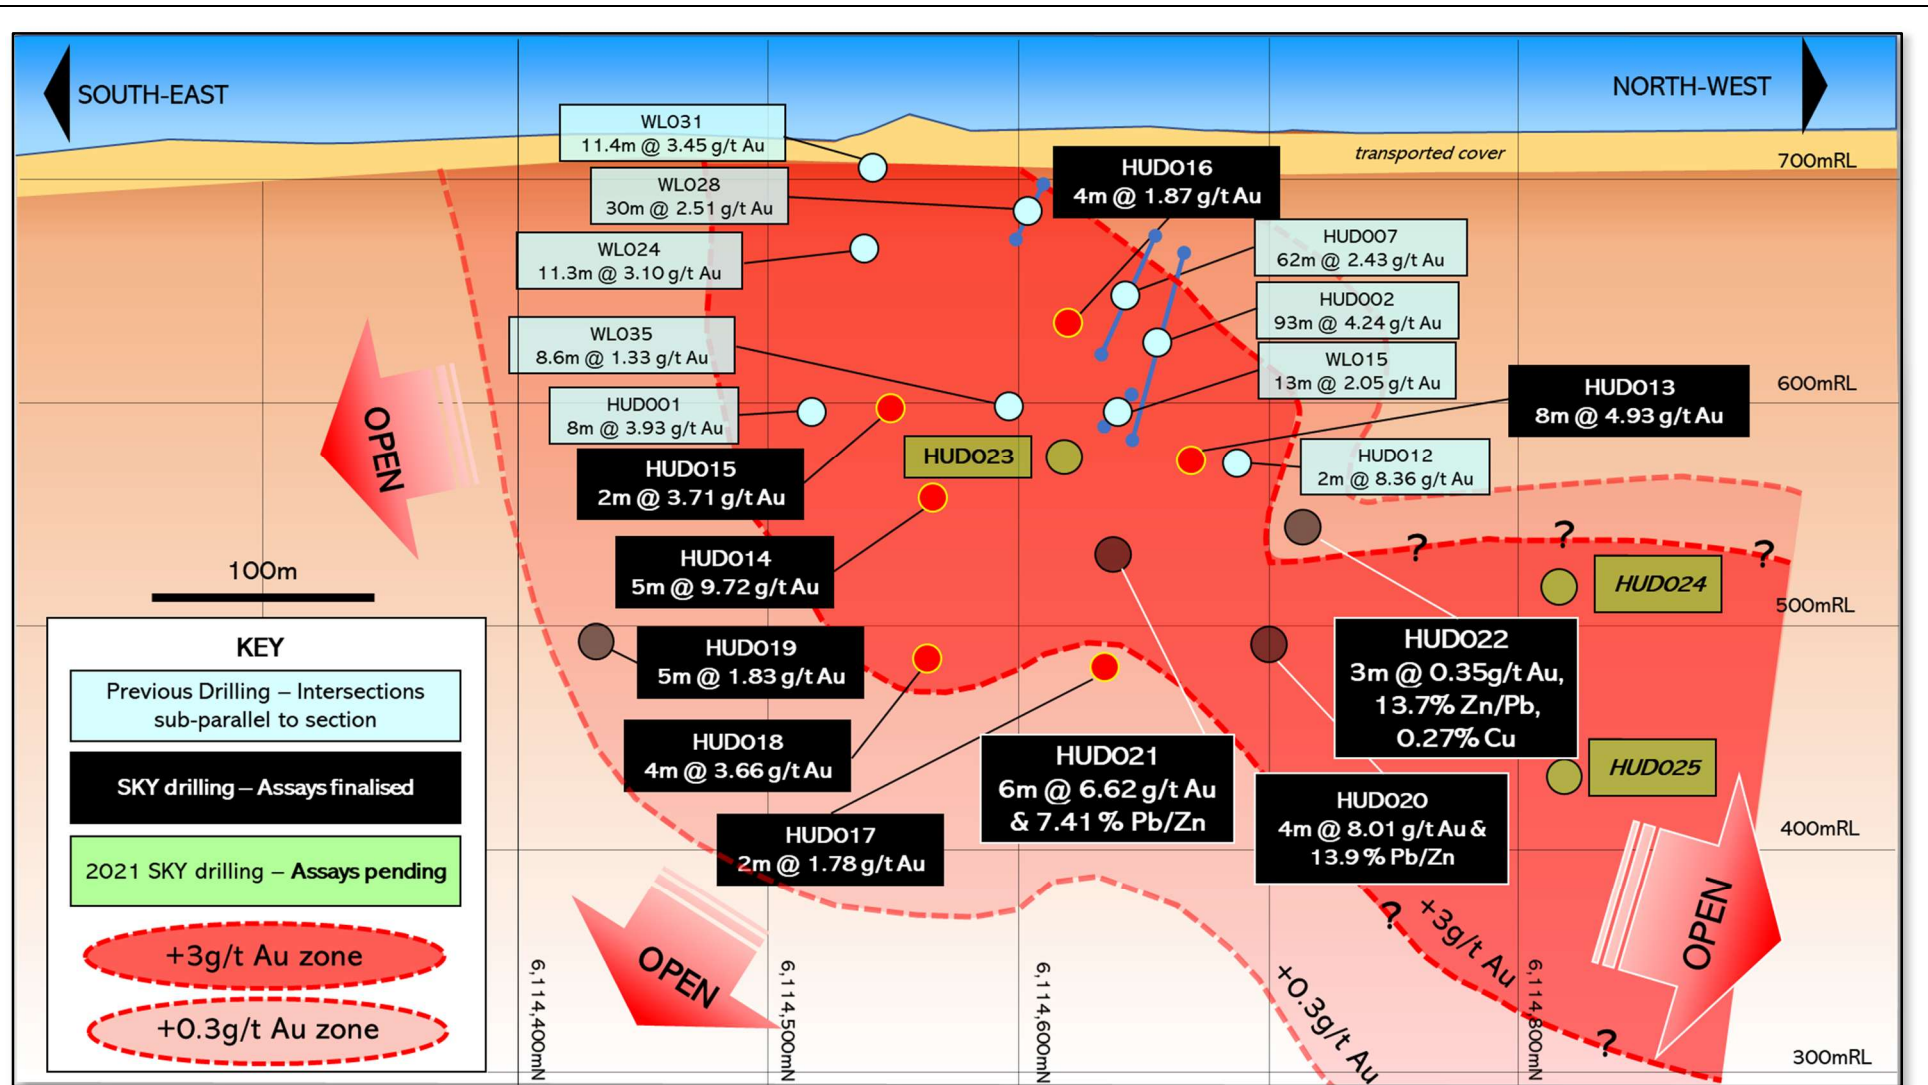 SOUTH-EAST
NORTH-WEST
WL031
11.4m @ 3.45 g/t Au
transported cover
700mRL
HUD016
4m @ 1.87 g/t Au
WL028
30m @ 2.51 g/t Au
WL024
11.3m @ 3.10 g/t Au
HUD007
62m @ 2.43 g/t Au
HUD002
93m @ 4.24 g/t Au
WL035
8.6m @ 1.33 g/t Au
WL015
13m @ 2.05 g/t Au
600mRL
HUD013
8m @ 4.93 g/t Au
HUD001
8m @ 3.93 g/t Au
OPEN
HUD023
HUD012
2m @ 8.36 g/t Au
HUD015
2m @ 3.71 g/t Au
HUD014
5m @ 9.72 g/t Au
?
?
?
HUD024
100m
500mRL
HUD019
5m @ 1.83 g/t Au
HUD022
3m @ 0.35g/t Au,
13.7% Zn/Pb,
0.27% Cu
HUD018
4m @ 3.66 g/t Au
HUD021
6m @ 6.62 g/t Au
& 7.41 % Pb/Zn
HUD025
HUD020
4m @ 8.01 g/t Au &
13.9 % Pb/Zn
HUD017
2m @ 1.78 g/t Au
400mRL
KEY
Previous Drilling – Intersections
sub-parallel to section
SKY drilling – Assays finalised
2021 SKY drilling – Assays pending
+3g/t Au zone
+0.3g/t Au zone
OPEN
OPEN
?
+3g/t Au
+0.3g/t Au
?
6,114,400mN
6,114,500mN
6,114,600mN
6,114,800mN
300mRL